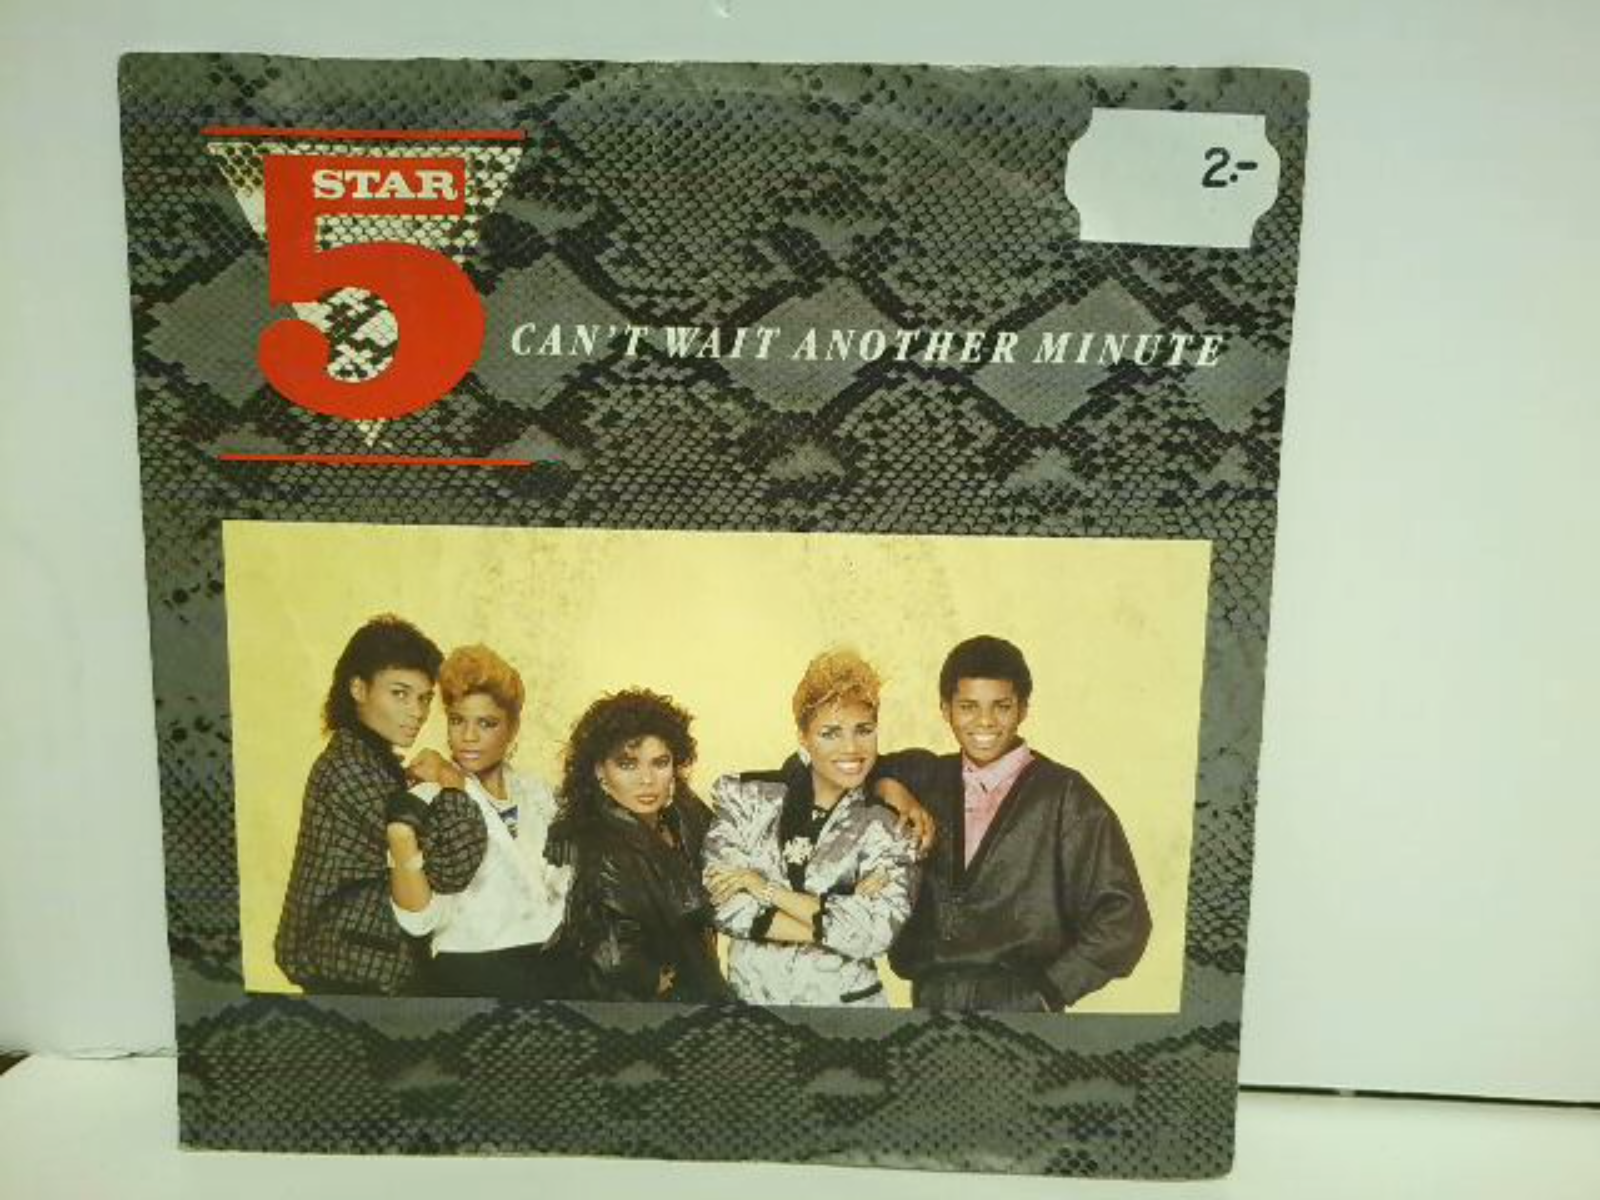 5
STAR
2.-
CAN'T WAIT ANOTHER MINUTE